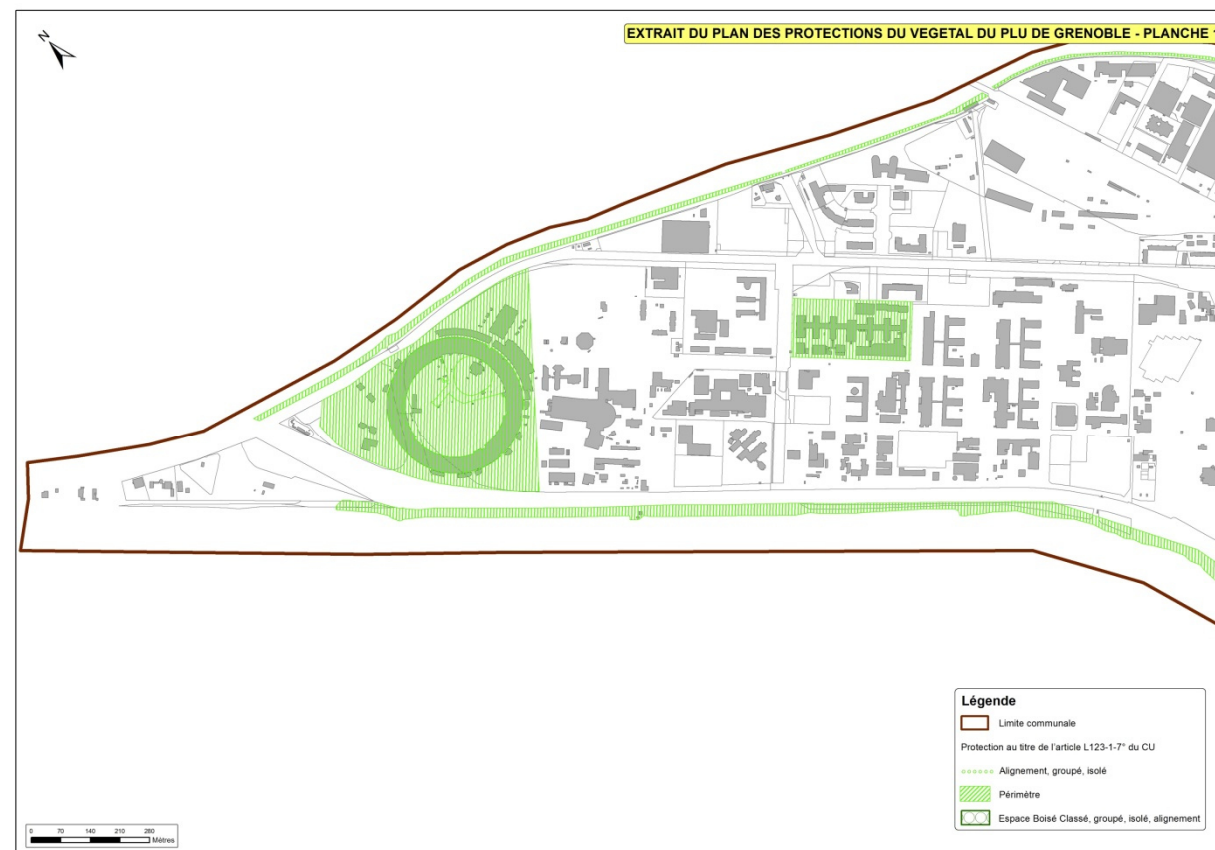 N
EXTRAIT DU PLAN DES PROTECTIONS DU VEGETAL DU PLU DE GRENOBLE - PLANCHE 1
Légende
Limite communale
Protection au titre de l'article L123-1-7° du CU
Alignement, groupé, isolé
Périmètre
Espace Boisé Classé, groupé, isolé, alignement
0 70 140 210 280
Mètres